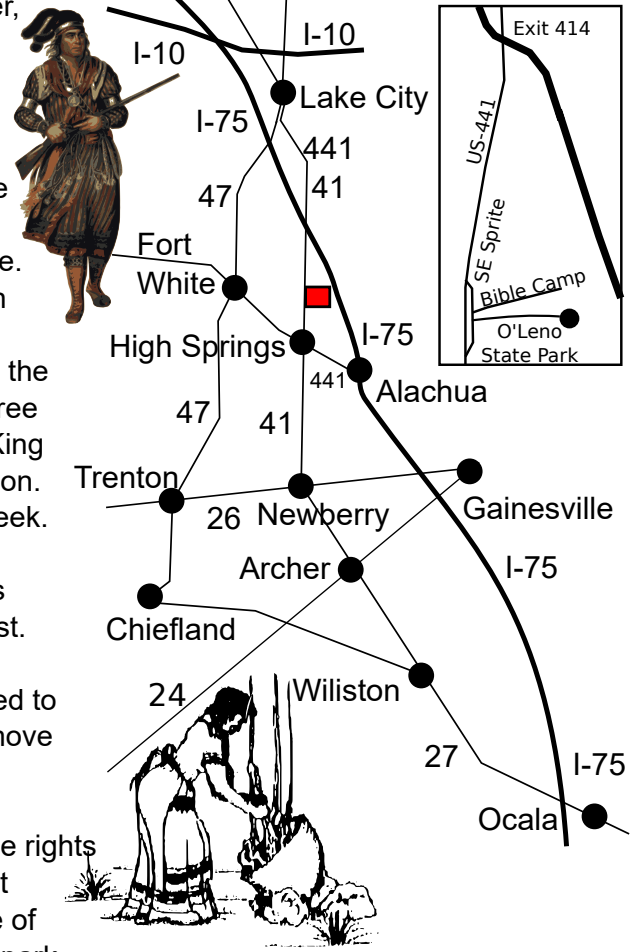 er,
I-10
I-10
Exit 414
Lake City
I-75
US-441
441
e
47
41
SE Sprite
Fort
White
e.
Bible Camp
n
O'Leno
State Park
I-75
High Springs
the
441
Alachua
ree
47
41
King
Trenton
on.
Gainesville
26
Newberry
eek.
Archer
I-75
s
Chiefland
st.
24
Wiliston
ed to
nove
27
I-75
Ocala
e rights
t
e of